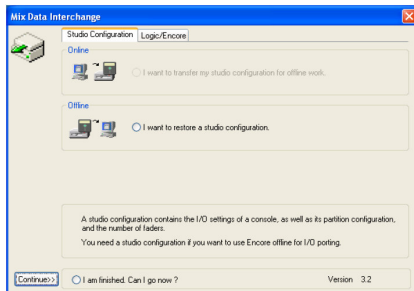 Mix Data Interchange
Studio Configuration Logic/Encore
Online
I want to transfer my studio configuration for offline work.
Offline
I want to restore a studio configuration.
A studio configuration contains the I/O settings of a console, as well as its partition configuration,
and the number of faders.
You need a studio configuration if you want to use Encore offline for I/O porting.
Continue>> I am finished. Can I go now ? Version 3.2